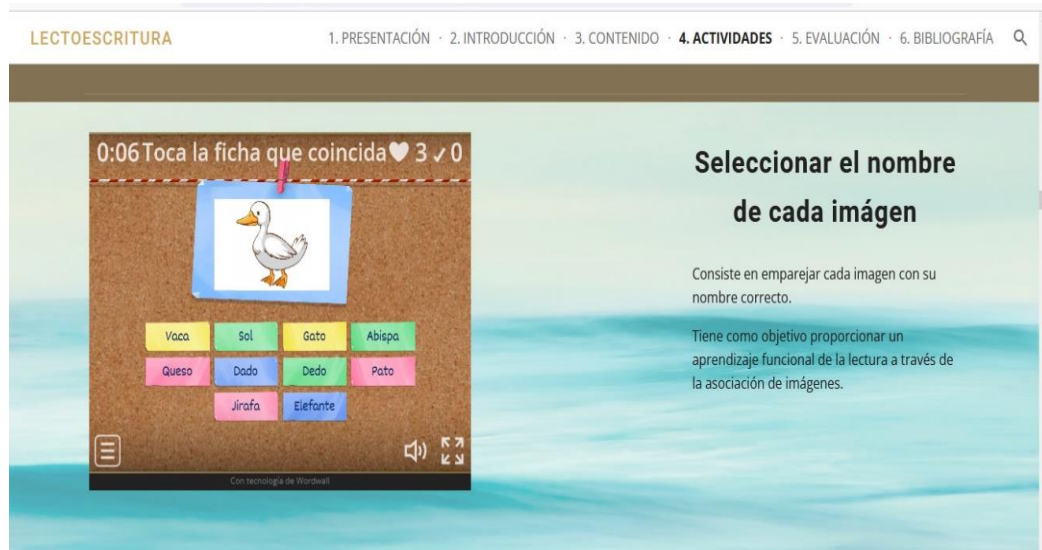 LECTOESCRITURA
1. PRESENTACIÓN · 2. INTRODUCCIÓN · 3. CONTENIDO · 4. ACTIVIDADES · 5. EVALUACIÓN · 6. BIBLIOGRAFÍA
0:06 Toca la ficha que coincida ♥ 3 ✓ 0
Vaca Sol Gato Abispa
Queso Dado Dedo Pato
Jirafa Elefante
Con tecnología de Wordwall
Seleccionar el nombre
de cada imágen
Consiste en emparejar cada imagen con su
nombre correcto.
Tiene como objetivo proporcionar un
aprendizaje funcional de la lectura a través de
la asociación de imágenes.